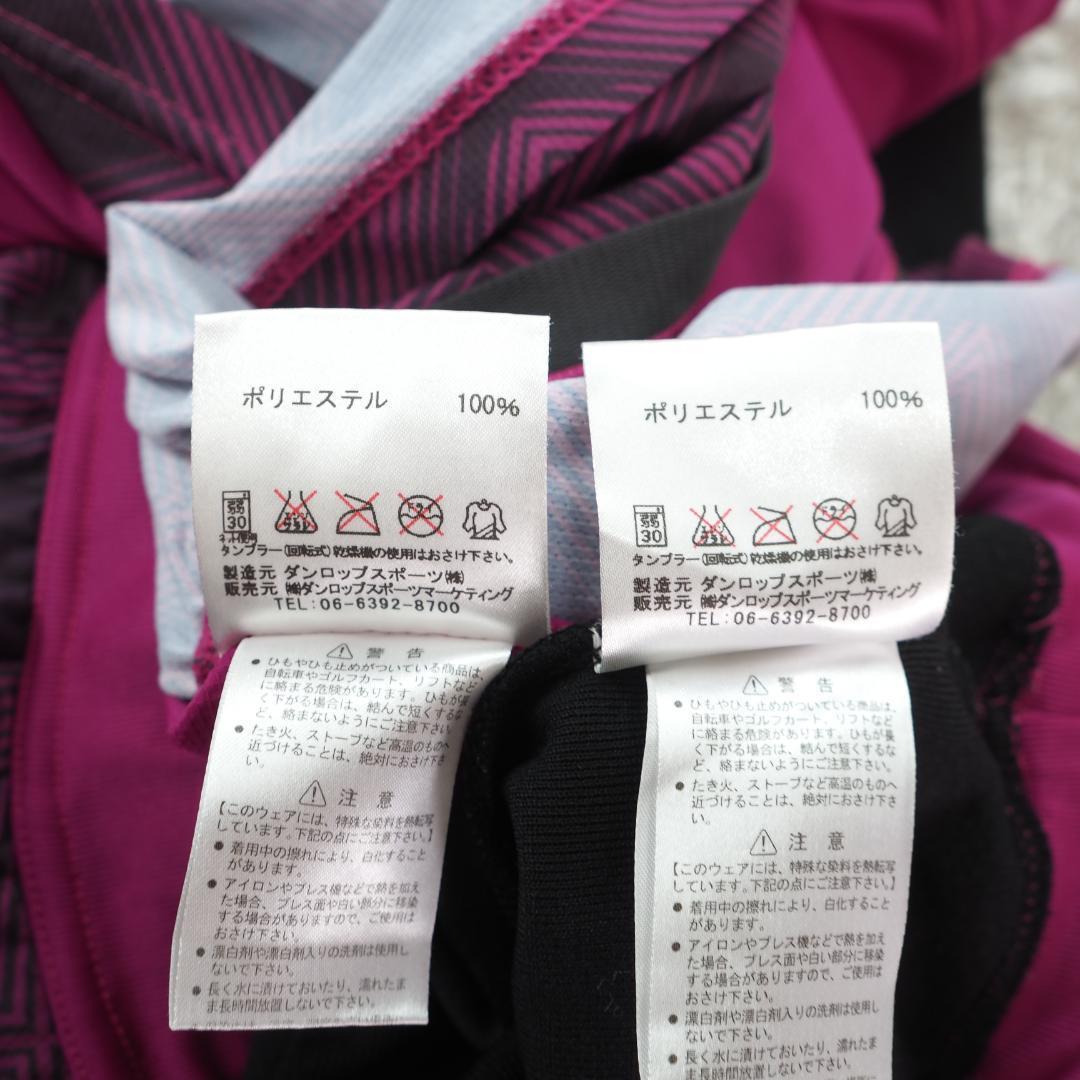 ポリエステル 100%
弱
30
ネット使用
エンソサラシ
ドライ
タンブラー(回転式)乾燥機の使用はおさけ下さい。
製造元 ダンロップスポーツ㈱
販売元 ㈱ダンロップスポーツマーケティング
TEL:06-6392-8700
⚠ 警告
● ひもやひも止めがついている商品は、
自転車やゴルフカート、リフトなど
に絡まる危険があります。ひもが長
く下がる場合は、結んで短くするな
ど、絡まないようにご注意下さい。
● たき火、ストーブなど高温のものへ
近づけることは、絶対におさけ下さ
い。
⚠ 注意
【このウェアには、特殊な染料を熱転写
しています。下記の点にご注意下さい。】
● 着用中の擦れにより、白化すること
があります。
● アイロンやプレス機などで熱を加え
た場合、プレス面や白い部分に移染
する場合がありますので、ご使用は
おさけ下さい。
● 漂白剤や漂白剤入りの洗剤は使用し
ないで下さい。
● 長く水に漬けておいたり、濡れたま
ま長時間放置しないで下さい。
ポリエステル 100%
弱
30
エンソサラシ
ドライ
タンブラー(回転式)乾燥機の使用はおさけ下さい。
製造元 ダンロップスポーツ㈱
販売元 ㈱ダンロップスポーツマーケティング
TEL:06-6392-8700
⚠ 警告
● ひもやひも止めがついている商品は、
自転車やゴルフカート、リフトなど
に絡まる危険があります。ひもが長
く下がる場合は、結んで短くするな
ど、絡まないようにご注意下さい。
● たき火、ストーブなど高温のものへ
近づけることは、絶対におさけ下さ
い。
⚠ 注意
【このウェアには、特殊な染料を熱転写
しています。下記の点にご注意下さい。】
● 着用中の擦れにより、白化すること
があります。
● アイロンやプレス機などで熱を加え
た場合、プレス面や白い部分に移染
する場合がありますので、ご使用は
おさけ下さい。
● 漂白剤や漂白剤入りの洗剤は使用し
ないで下さい。
● 長く水に漬けておいたり、濡れたま
ま長時間放置しないで下さい。